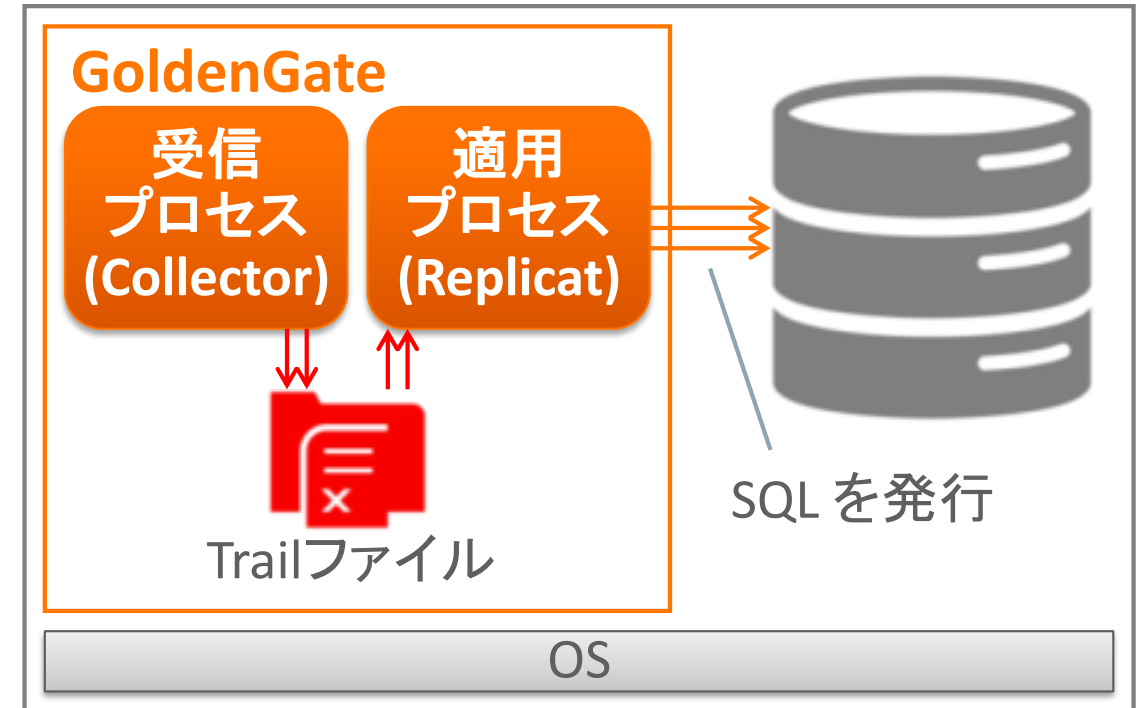 GoldenGate
受信
プロセス
(Collector)
適用
プロセス
(Replicat)
SQL を発行
Trailファイル
OS